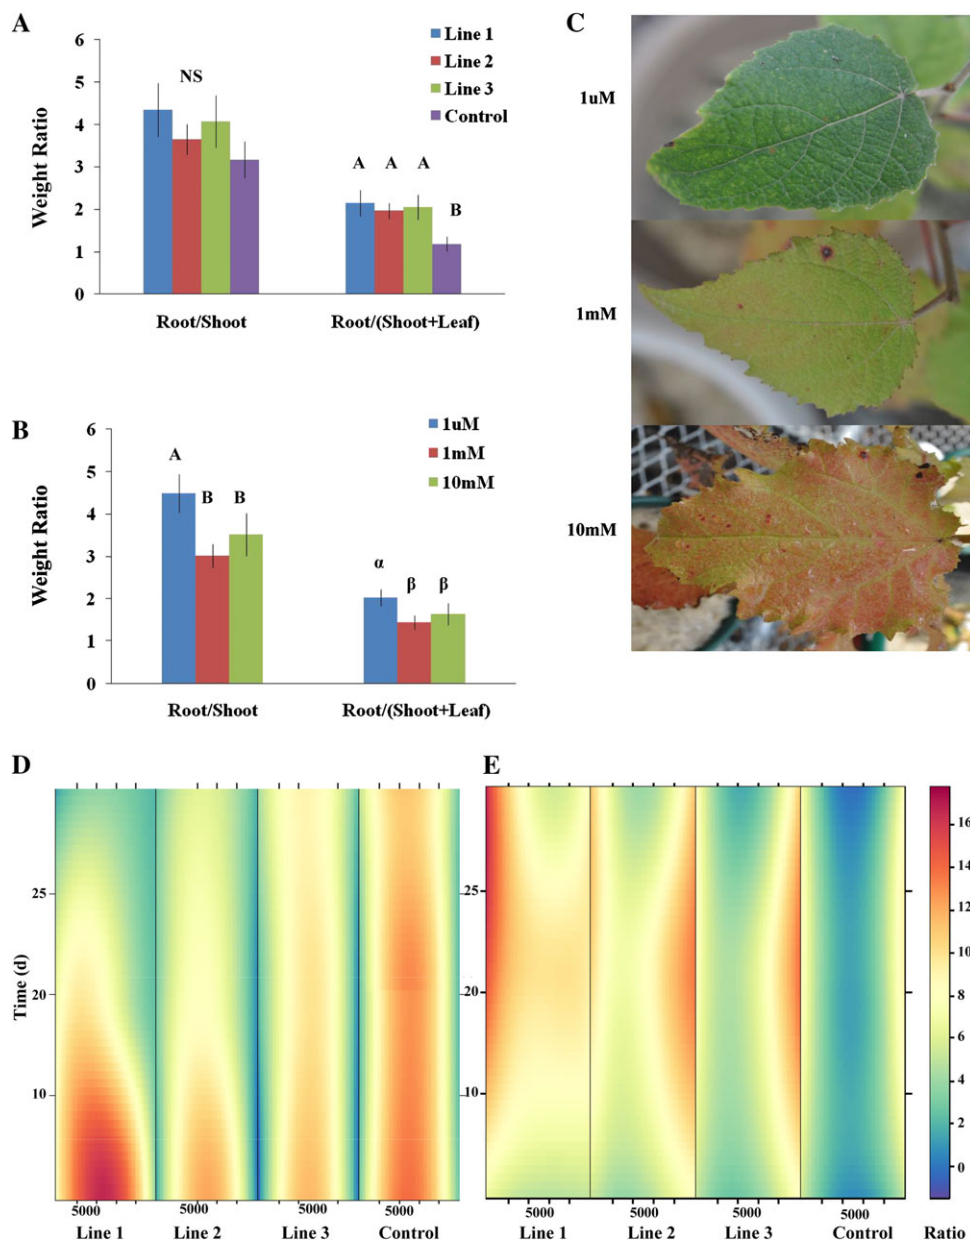 A
6
5
4
3
2
1
0
Weight Ratio
Line 1
Line 2
Line 3
Control
NS
A A A
B
Root/Shoot Root/(Shoot+Leaf)
B
6
5
4
3
2
1
0
Weight Ratio
1uM
1mM
10mM
A
B B
α
β β
Root/Shoot Root/(Shoot+Leaf)
C
1uM
1mM
10mM
D
25
20
10
Time (d)
5000 5000 5000 5000
Line 1 Line 2 Line 3 Control
E
25
20
10
5000 5000 5000 5000
Line 1 Line 2 Line 3 Control Ratio
16
14
12
10
8
6
4
2
0